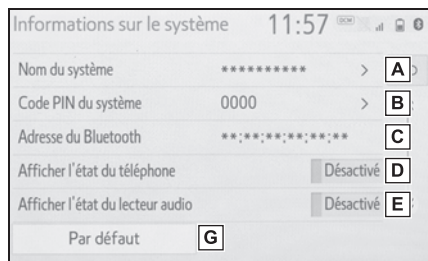 Informations sur le système 11:57 DCM
Nom du système ********** > A
Code PIN du système 0000 > B
Adresse du Bluetooth **:**:**:**:**:** C
Afficher l'état du téléphone Désactivé D
Afficher l'état du lecteur audio Désactivé E
Par défaut G